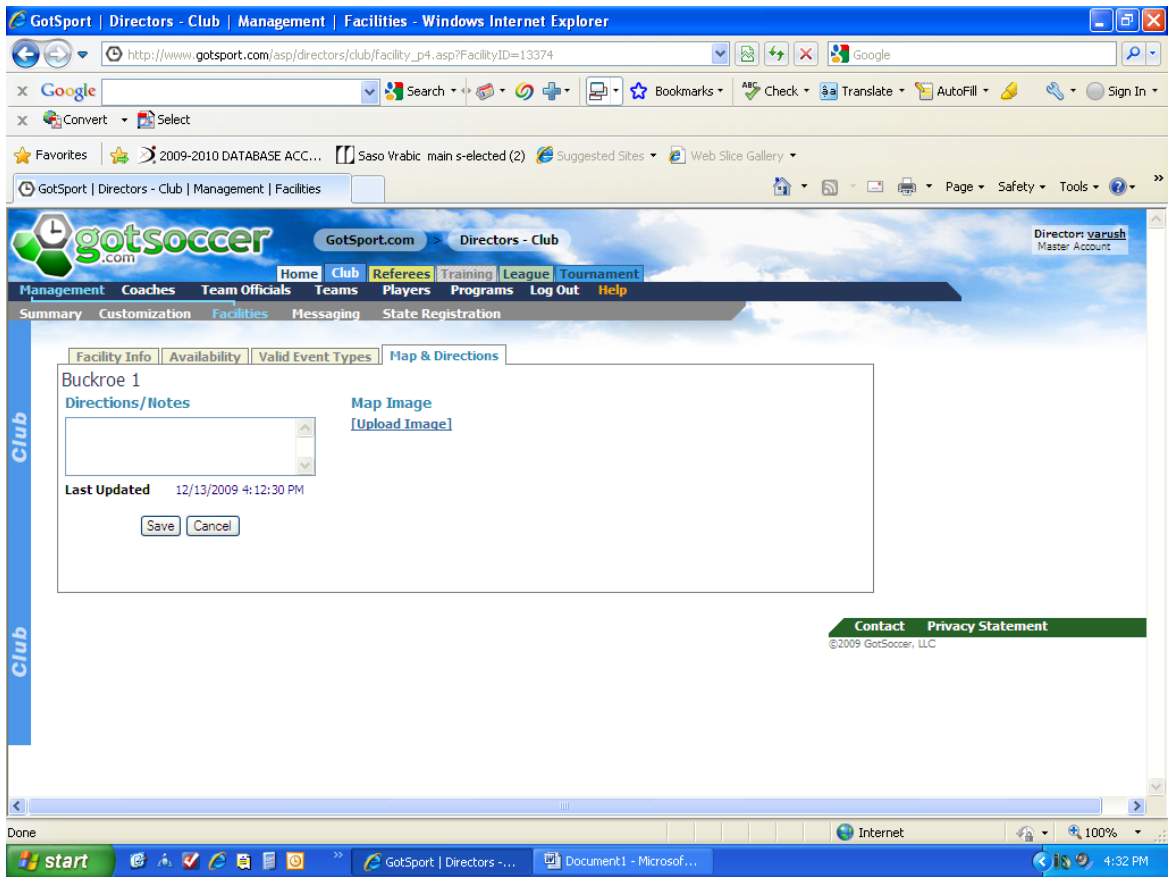 GotSport | Directors - Club | Management | Facilities - Windows Internet Explorer
http://www.gotsport.com/asp/directors/club/facility_p4.asp?FacilityID=13374 Google
x Google Search Bookmarks ABC Check Translate AutoFill Sign In
x Convert Select
Favorites 2009-2010 DATABASE ACC... Saso Vrabic main s-elected (2) Suggested Sites Web Slice Gallery
GotSport | Directors - Club | Management | Facilities Page Safety Tools »
gotsoccer .com GotSport.com > Directors - Club Director: varush
Master Account
Home Club Referees Training League Tournament
Management Coaches Team Officials Teams Players Programs Log Out Help
Summary Customization Facilities Messaging State Registration
Facility Info Availability Valid Event Types Map & Directions
Buckroe 1
Directions/Notes Map Image
[Upload Image]
Club
Last Updated 12/13/2009 4:12:30 PM
Save Cancel
Contact Privacy Statement
©2009 GotSoccer, LLC
Club
Done Internet 100%
start » GotSport | Directors -... Document1 - Microsof... 4:32 PM